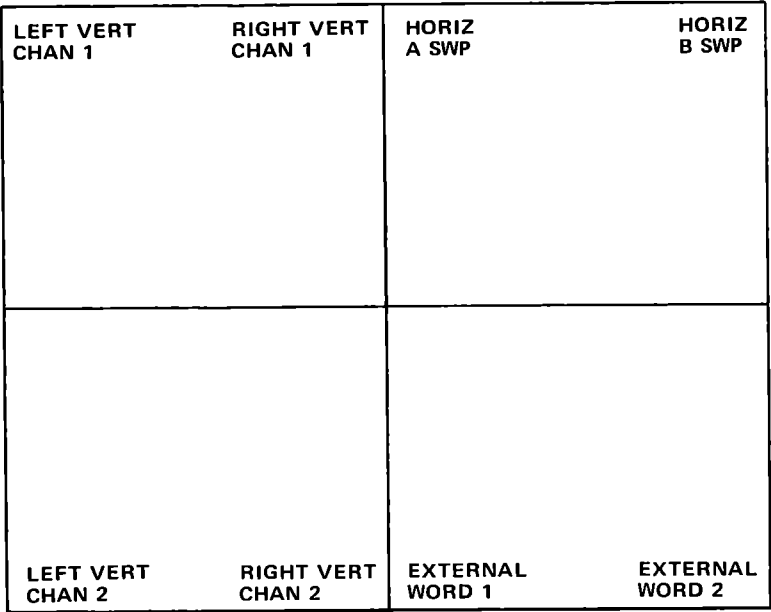 LEFT VERT
CHAN 1
RIGHT VERT
CHAN 1
HORIZ
A SWP
HORIZ
B SWP
LEFT VERT
CHAN 2
RIGHT VERT
CHAN 2
EXTERNAL
WORD 1
EXTERNAL
WORD 2